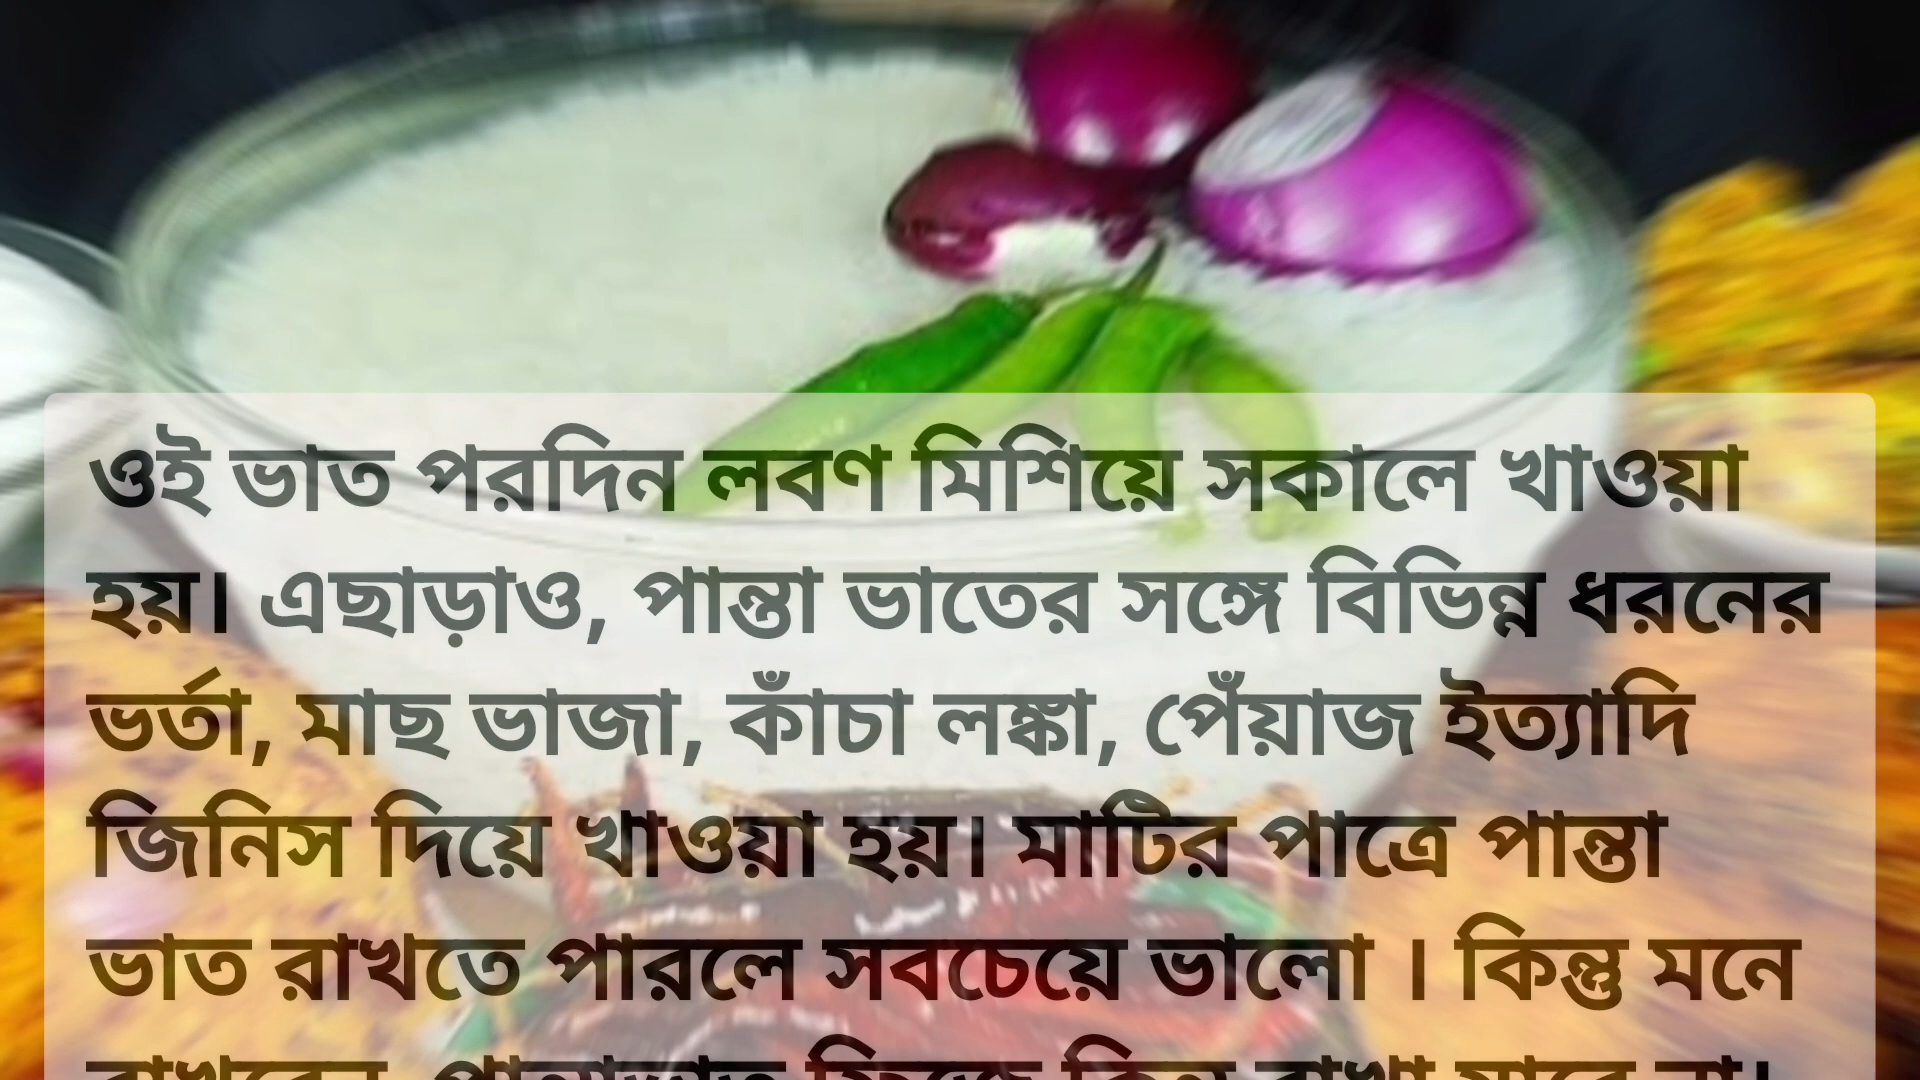 ওই ভাত পরদিন লবণ মিশিয়ে সকালে খাওয়া
হয়। এছাড়াও, পান্তা ভাতের সঙ্গে বিভিন্ন ধরনের
ভর্তা, মাছ ভাজা, কাঁচা লঙ্কা, পেঁয়াজ ইত্যাদি
জিনিস দিয়ে খাওয়া হয়। মাটির পাত্রে পান্তা
ভাত রাখতে পারলে সবচেয়ে ভালো । কিন্তু মনে